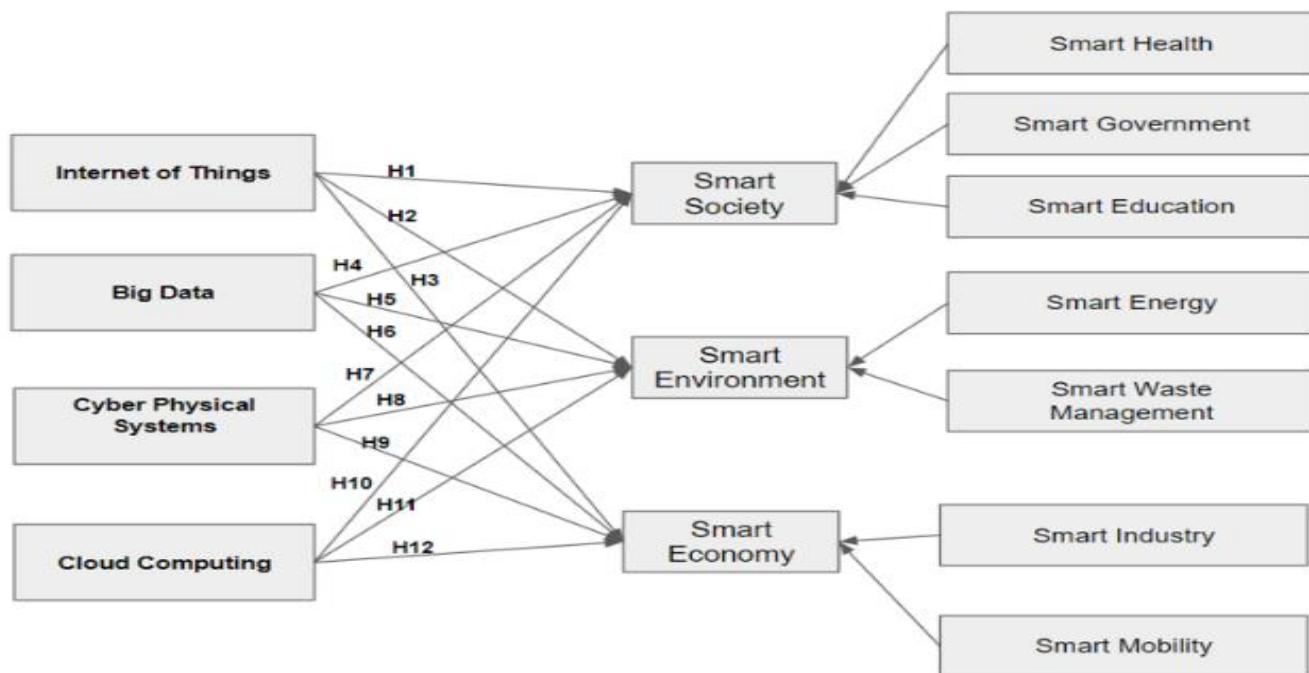 Internet of Things
Big Data
Cyber Physical
Systems
Cloud Computing
H1
H2
H3
H4
H5
H6
H7
H8
H9
H10
H11
H12
Smart
Society
Smart
Environment
Smart
Economy
Smart Health
Smart Government
Smart Education
Smart Energy
Smart Waste
Management
Smart Industry
Smart Mobility